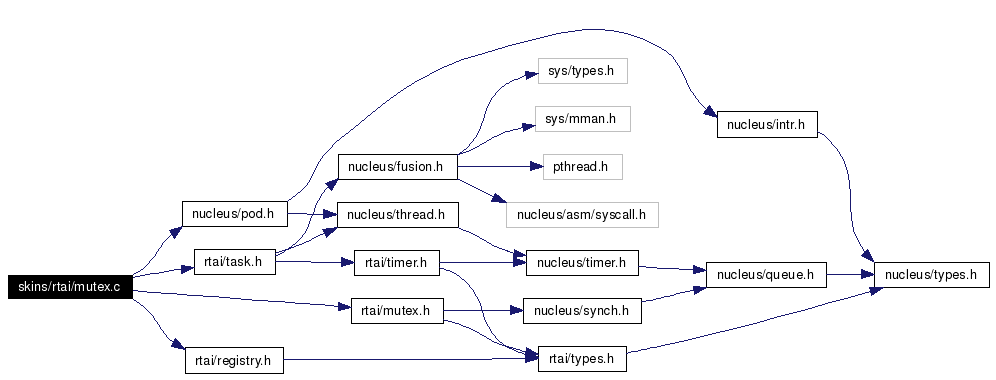 sys/types.h
sys/mman.h
nucleus/intr.h
nucleus/fusion.h
pthread.h
nucleus/pod.h
nucleus/thread.h
nucleus/asm/syscall.h
rtai/task.h
rtai/timer.h
nucleus/timer.h
nucleus/queue.h
nucleus/types.h
skins/rtai/mutex.c
rtai/mutex.h
nucleus/synch.h
rtai/registry.h
rtai/types.h